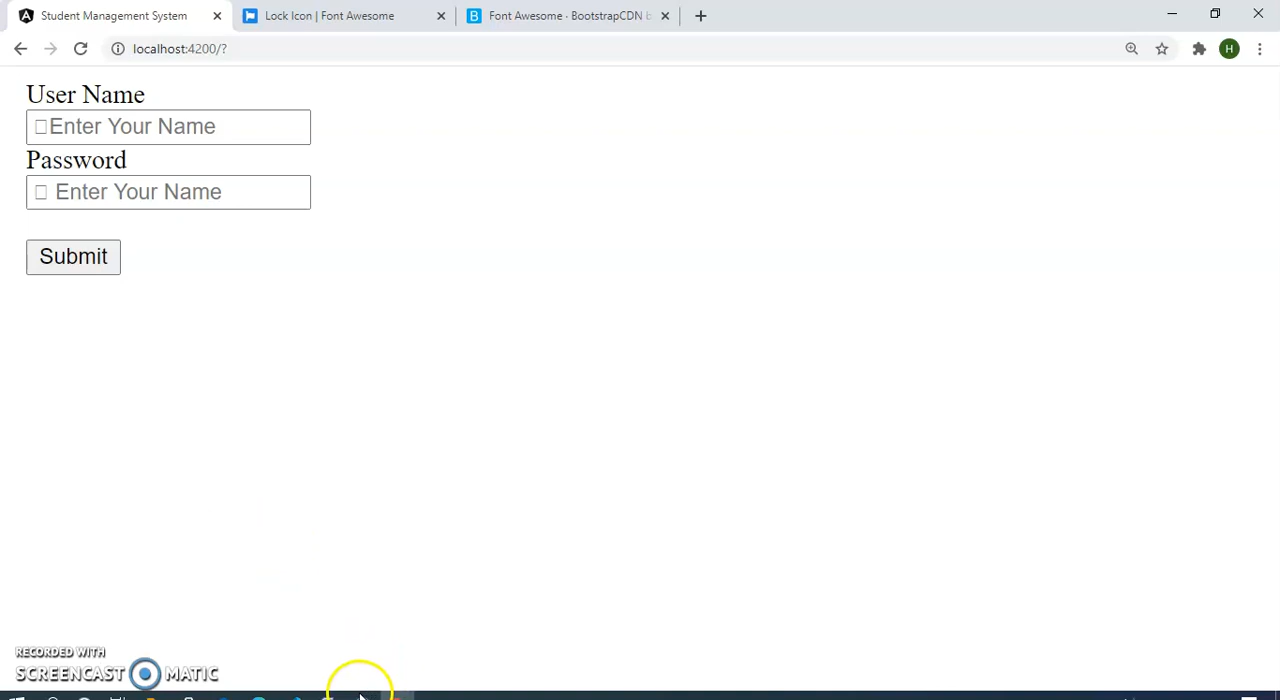 Student Management System
Lock Icon | Font Awesome
Font Awesome · BootstrapCDN b
localhost:4200/?
H
User Name
Enter Your Name
Password
Enter Your Name
Submit
RECORDED WITH
SCREENCAST MATIC